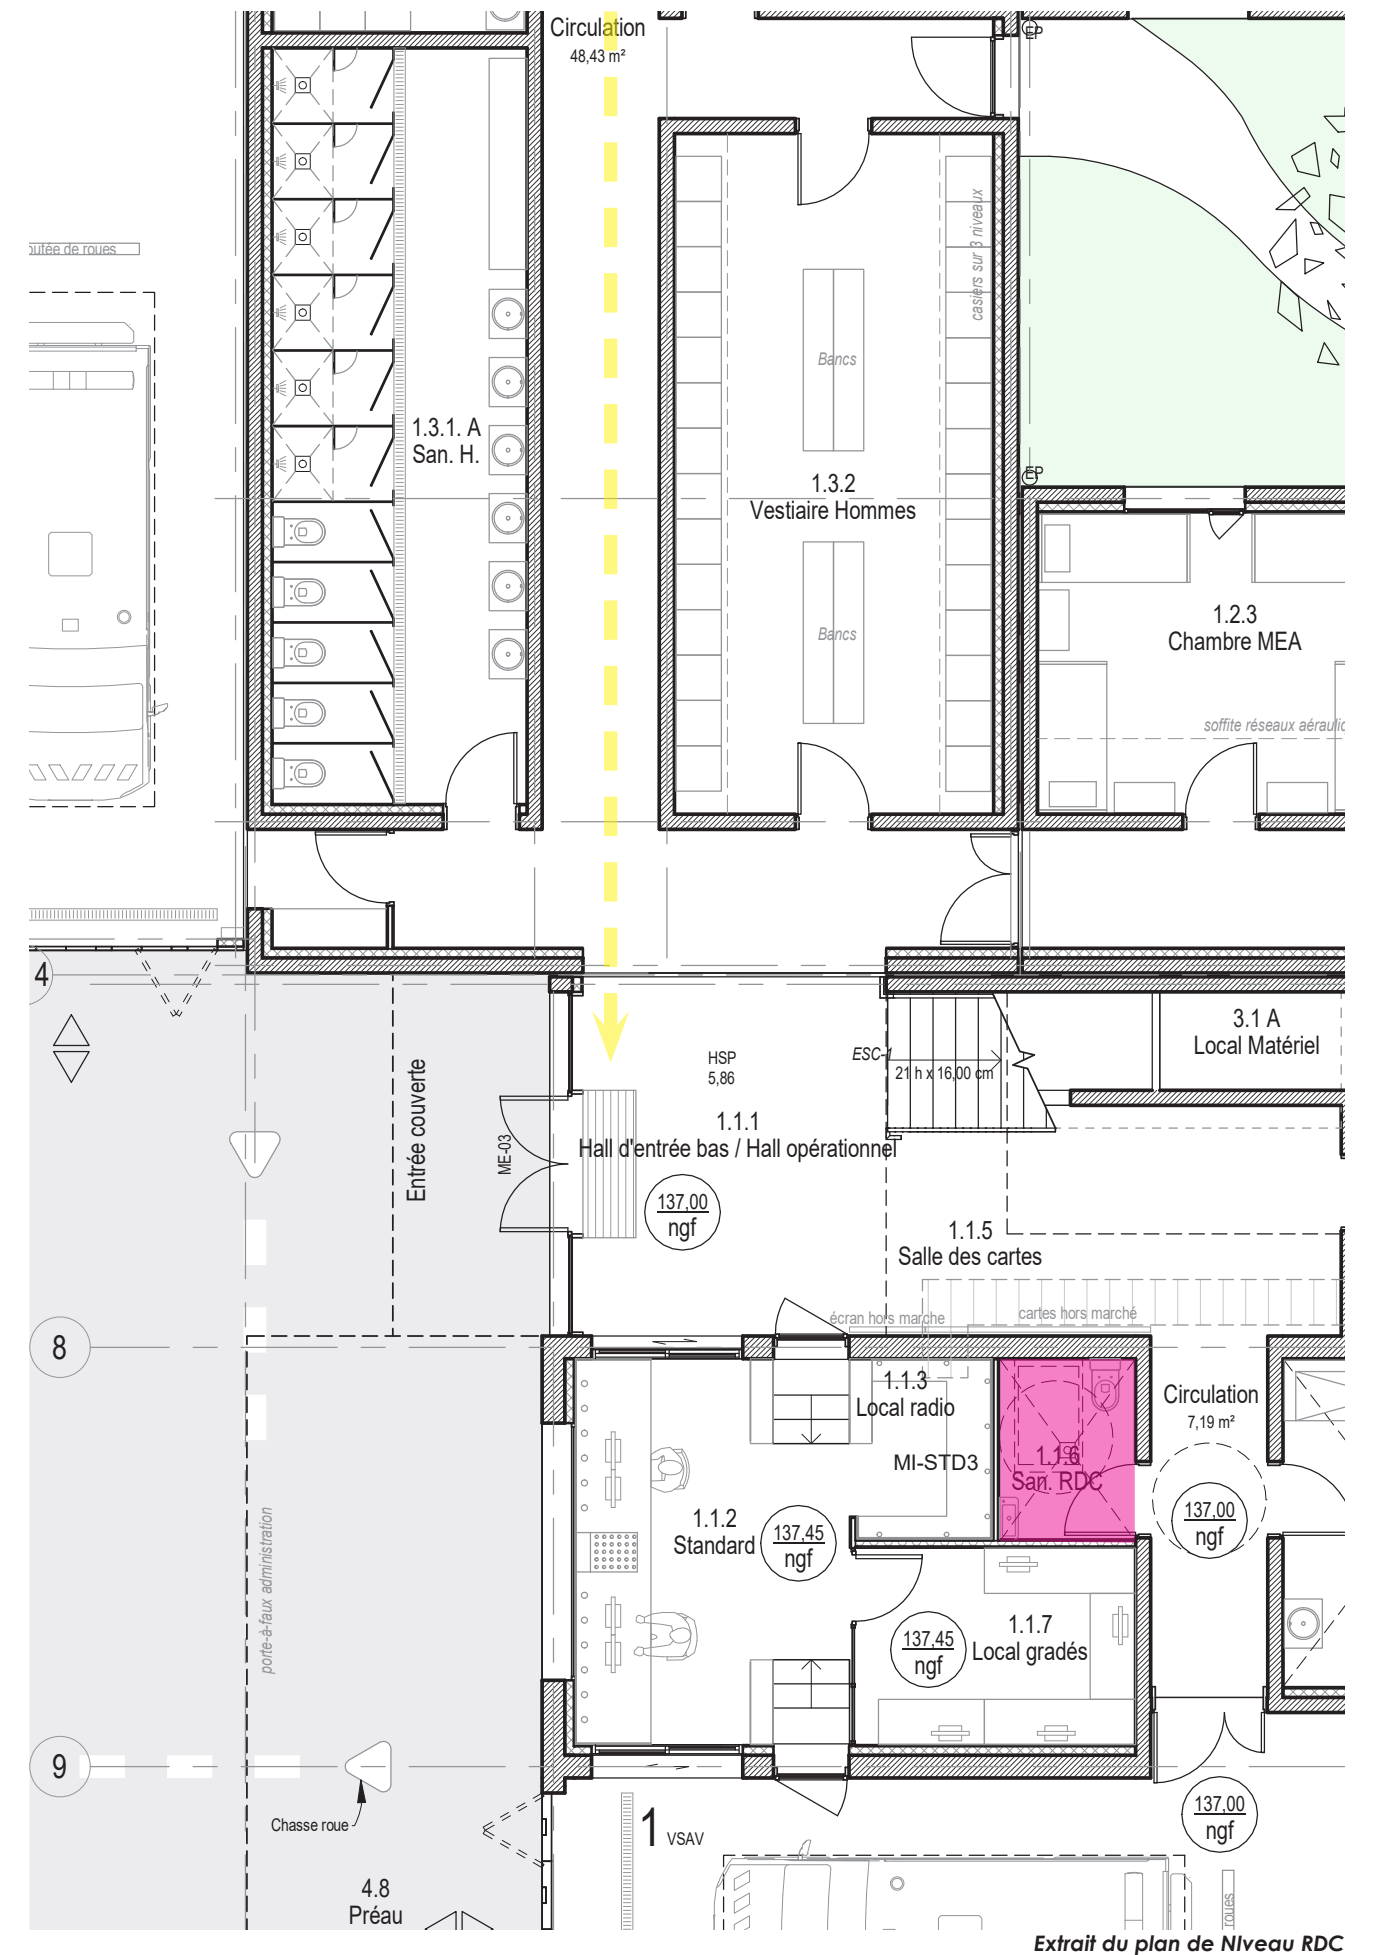 Circulation
48,43 m²
EP
utée de roues
casiers sur 3 niveaux
Bancs
1.3.1. A
San. H.
1.3.2
Vestiaire Hommes
EP
Bancs
1.2.3
Chambre MEA
soffite réseaux aérauliq
4
Entrée couverte
ME-03
HSP
5,86
ESC-1
21 h x 16,00 cm
3.1 A
Local Matériel
1.1.1
Hall d'entrée bas / Hall opérationnel
137,00
ngf
1.1.5
Salle des cartes
écran hors marche
cartes hors marché
8
1.1.3
Local radio
MI-STD3
1.1.6
San. RDC
Circulation
7,19 m²
137,00
ngf
1.1.2
Standard
137,45
ngf
porte-à-faux administration
1.1.7
Local gradés
137,45
ngf
9
Chasse roue
1 VSAV
137,00
ngf
4.8
Préau
roues
Extrait du plan de NIveau RDC